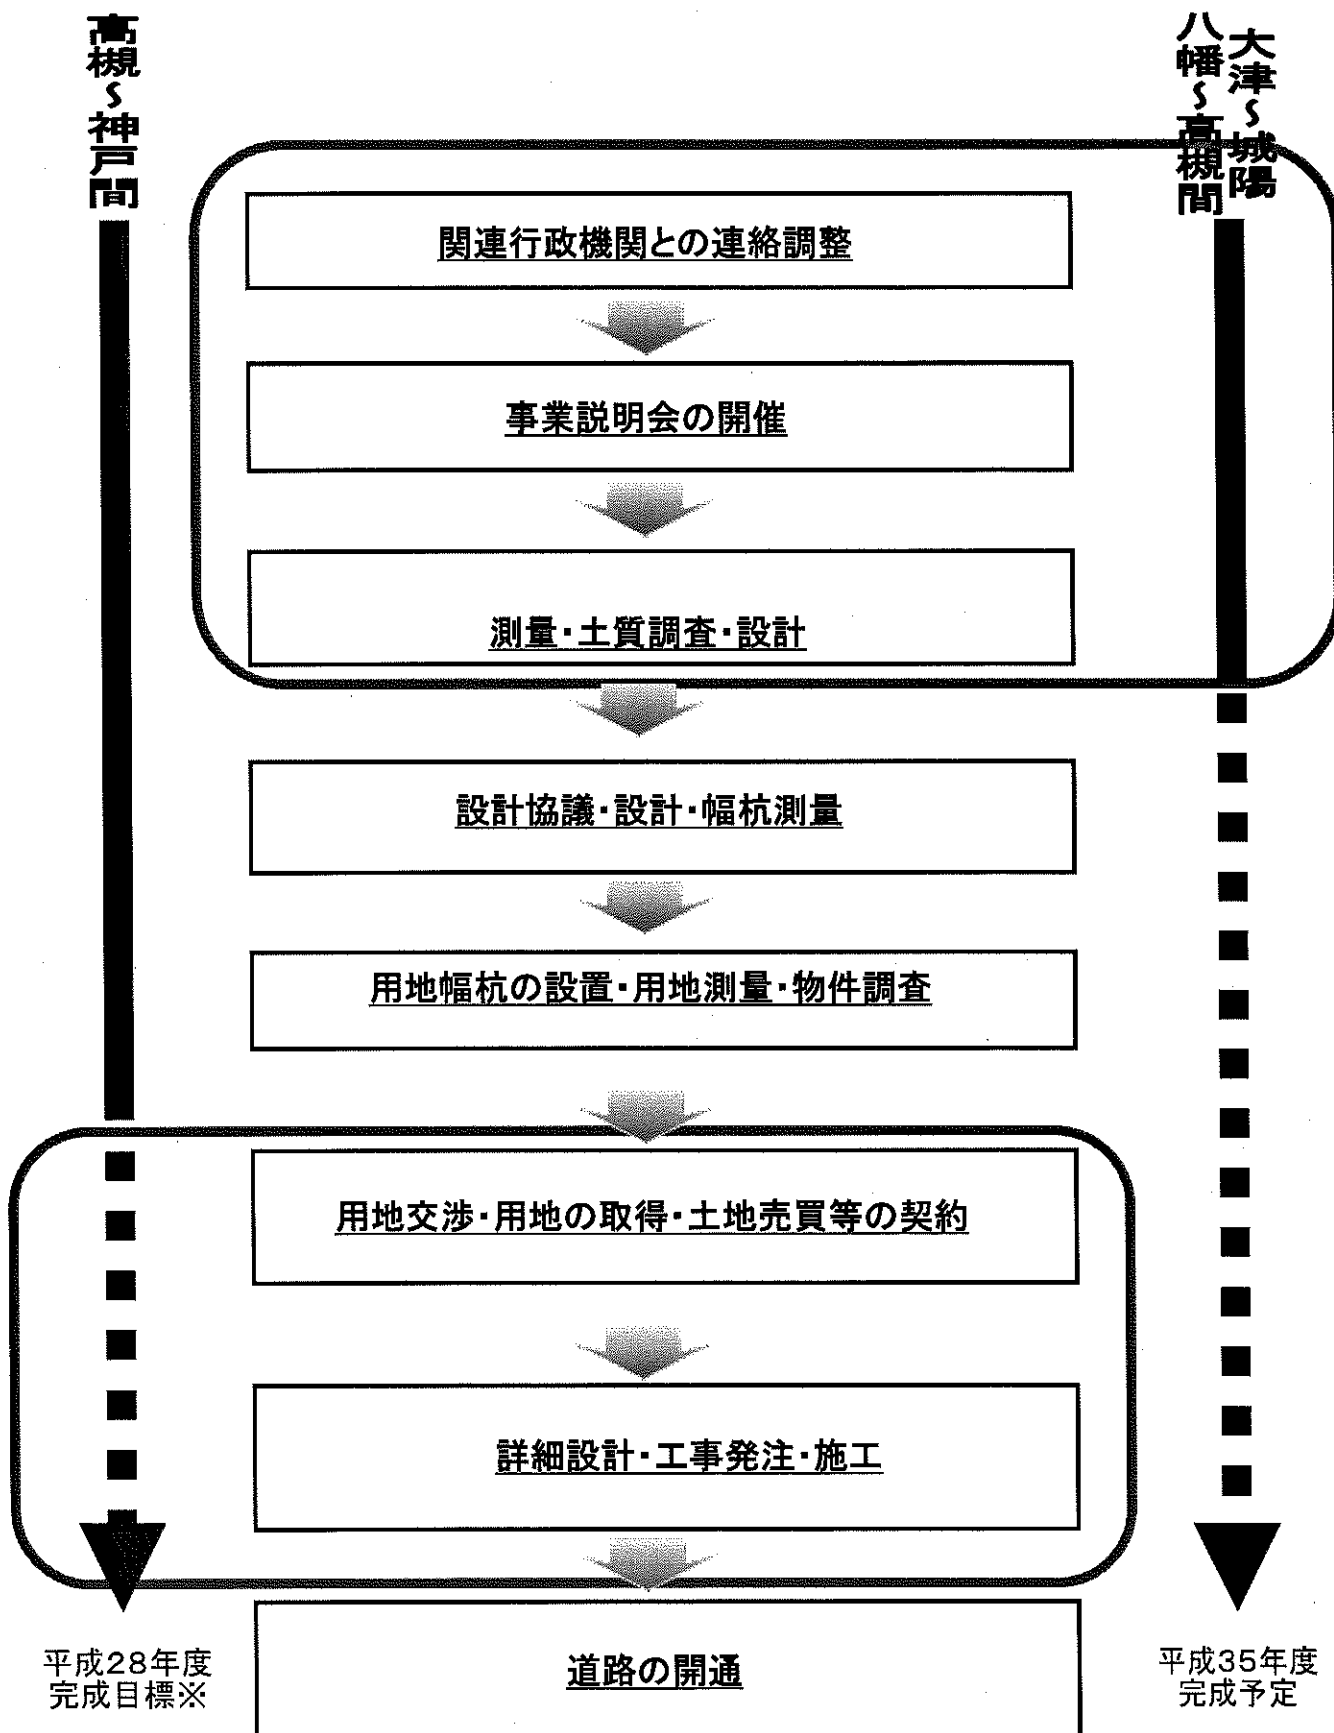 高槻～神戸間
大津～城陽
八幡～高槻間
関連行政機関との連絡調整
事業説明会の開催
測量・土質調査・設計
設計協議・設計・幅杭測量
用地幅杭の設置・用地測量・物件調査
用地交渉・用地の取得・土地売買等の契約
詳細設計・工事発注・施工
道路の開通
平成28年度
完成目標※
平成35年度
完成予定